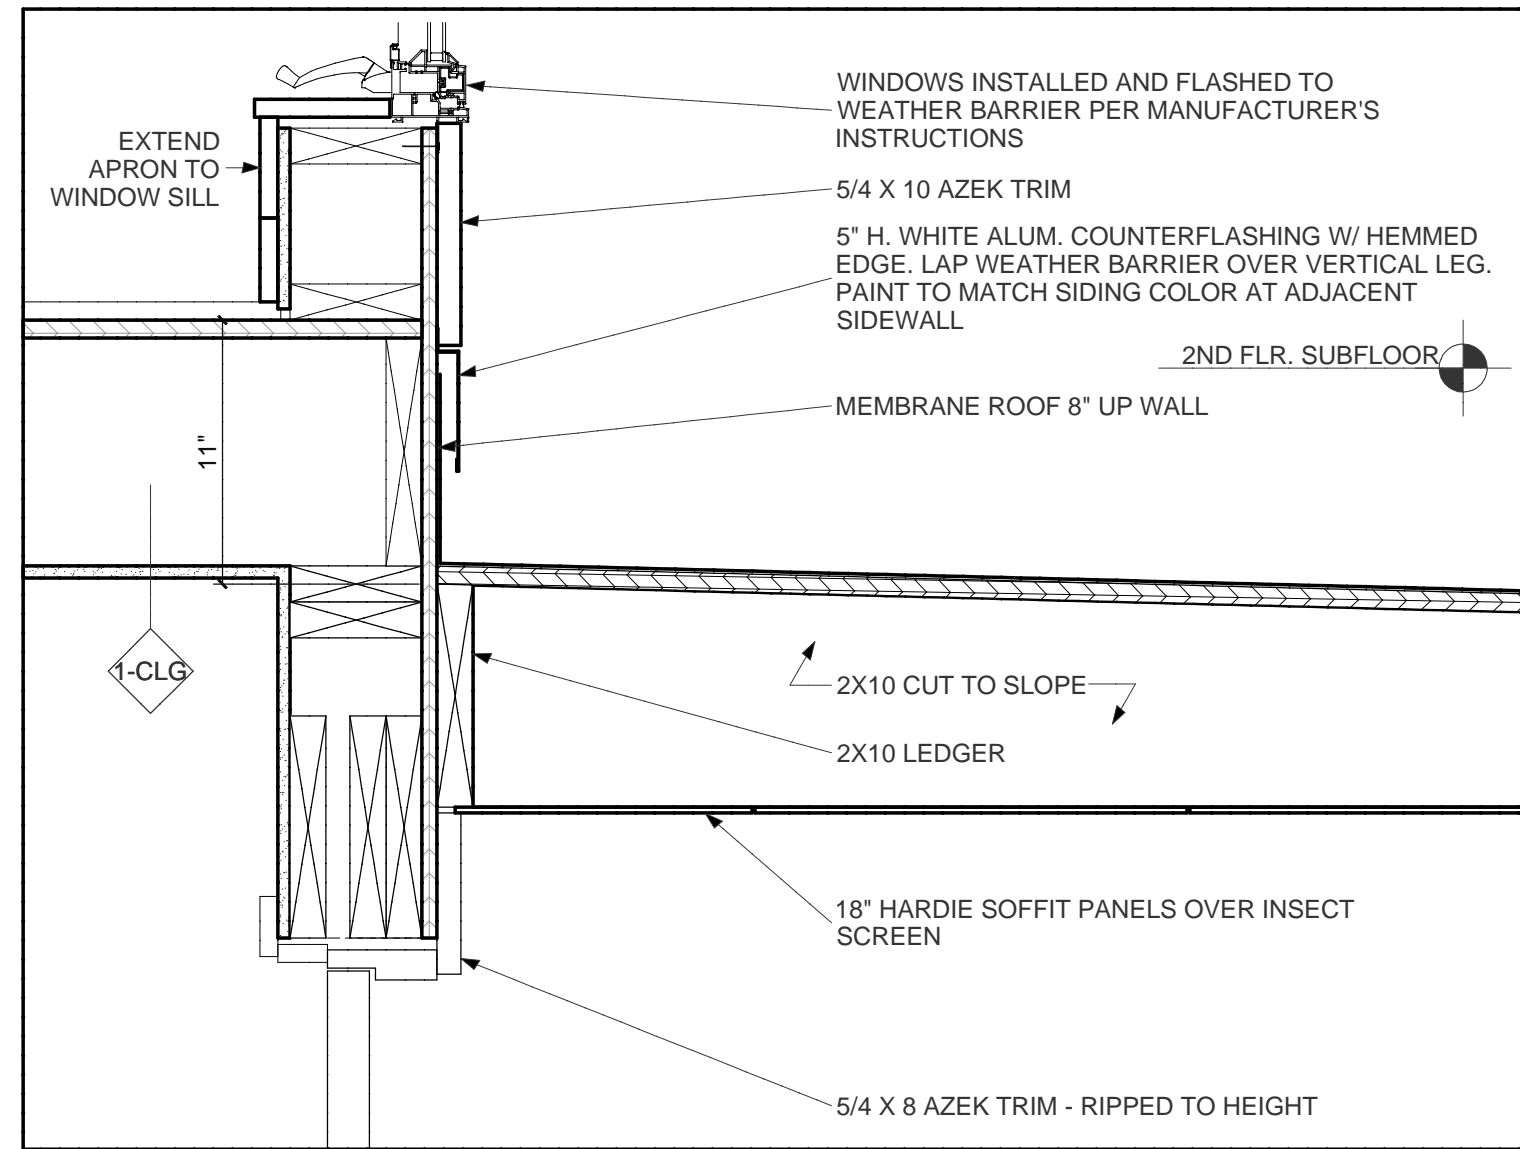 WINDOWS INSTALLED AND FLASHED TO
WEATHER BARRIER PER MANUFACTURER'S
INSTRUCTIONS
EXTEND
APRON TO
WINDOW SILL
5/4 X 10 AZEK TRIM
5" H. WHITE ALUM. COUNTERFLASHING W/ HEMMED
EDGE. LAP WEATHER BARRIER OVER VERTICAL LEG.
PAINT TO MATCH SIDING COLOR AT ADJACENT
SIDEWALL
2ND FLR. SUBFLOOR
MEMBRANE ROOF 8" UP WALL
11"
1-CLG
2X10 CUT TO SLOPE
2X10 LEDGER
18" HARDIE SOFFIT PANELS OVER INSECT
SCREEN
5/4 X 8 AZEK TRIM - RIPPED TO HEIGHT